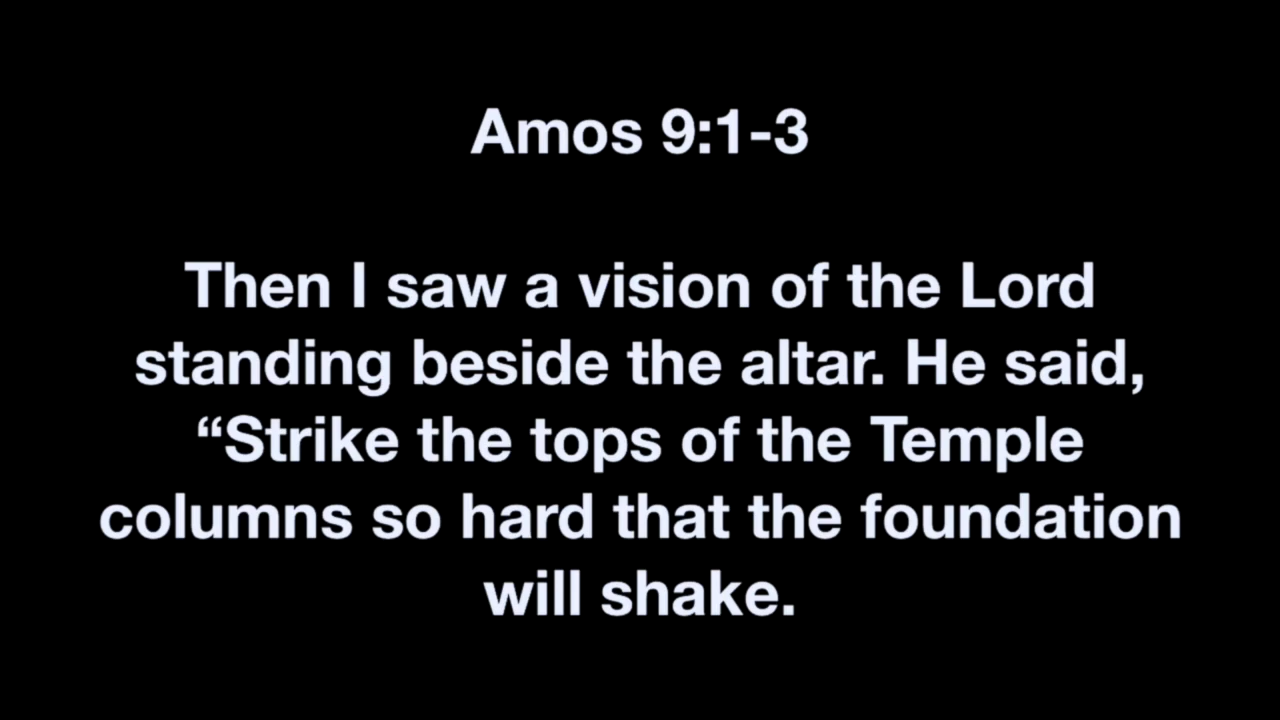 Amos 9:1-3
Then I saw a vision of the Lord
standing beside the altar. He said,
“Strike the tops of the Temple
columns so hard that the foundation
will shake.